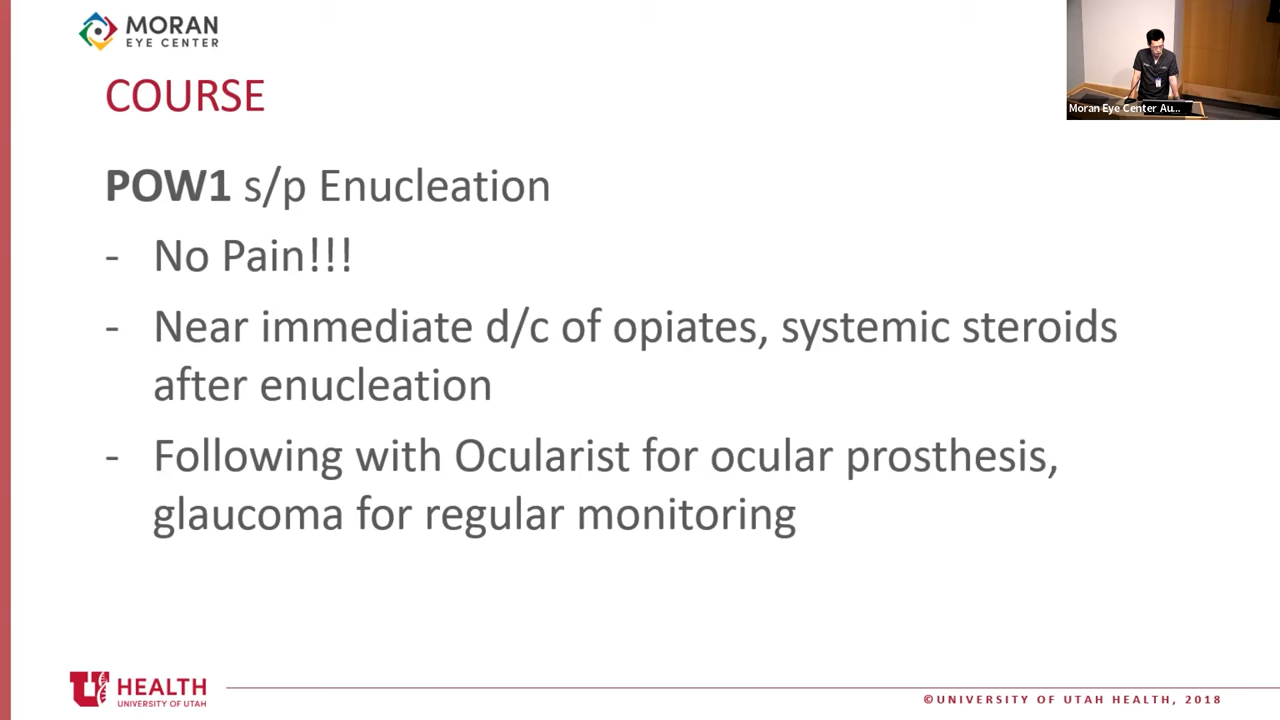 MORAN
EYE CENTER
Moran Eye Center Au...
COURSE
POW1 s/p Enucleation
- No Pain!!!
- Near immediate d/c of opiates, systemic steroids
after enucleation
- Following with Ocularist for ocular prosthesis,
glaucoma for regular monitoring
U HEALTH
UNIVERSITY OF UTAH
©UNIVERSITY OF UTAH HEALTH, 2018